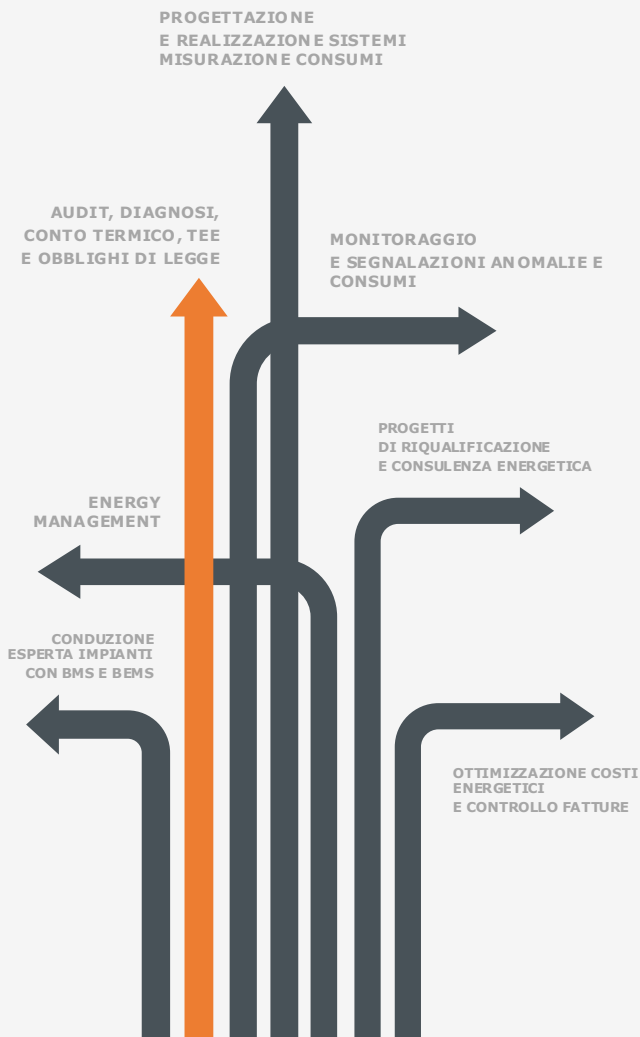 PROGETTAZIONE
E REALIZZAZIONE SISTEMI
MISURAZIONE CONSUMI
AUDIT, DIAGNOSI,
CONTO TERMICO, TEE
E OBBLIGHI DI LEGGE
MONITORAGGIO
E SEGNALAZIONI ANOMALIE E
CONSUMI
PROGETTI
DI RIQUALIFICAZIONE
E CONSULENZA ENERGETICA
ENERGY
MANAGEMENT
CONDUZIONE
ESPERTA IMPIANTI
CON BMS E BEMS
OTTIMIZZAZIONE COSTI
ENERGETICI
E CONTROLLO FATTURE